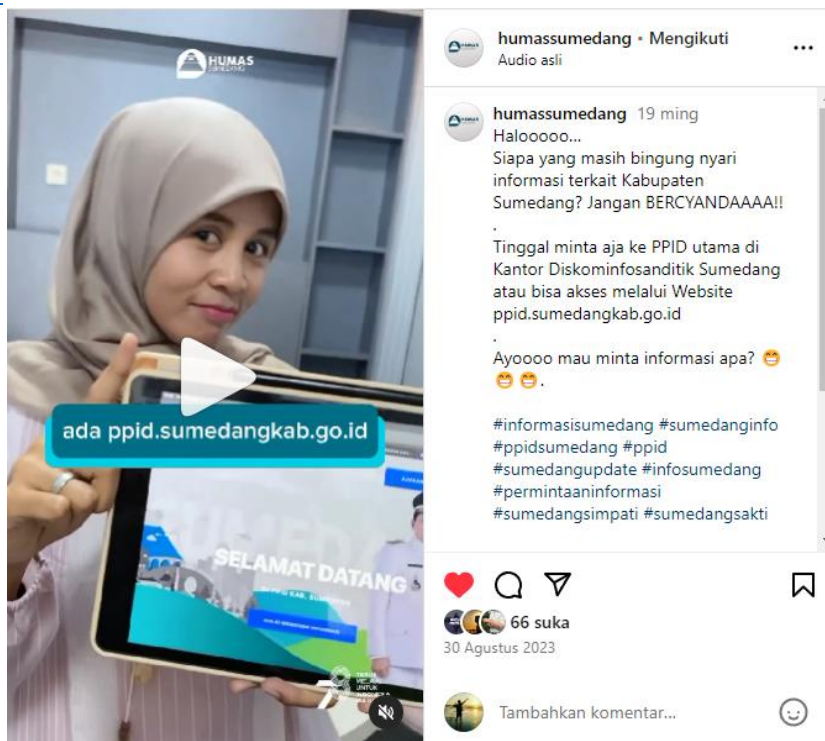 HUMAS
SUMEDANG
ada ppid.sumedangkab.go.id
SELAMAT DATANG
humassumedang • Mengikuti
Audio asli
humassumedang 19 ming
Halooooo...
Siapa yang masih bingung nyari
informasi terkait Kabupaten
Sumedang? Jangan BERCYANDAAAA!!
.
Tinggal minta aja ke PPID utama di
Kantor Diskominfosanditik Sumedang
atau bisa akses melalui Website
ppid.sumedangkab.go.id
.
Ayoooo mau minta informasi apa? 😁
😁 😁.
#informasisumedang #sumedanginfo
#ppidsumedang #ppid
#sumedangupdate #infosumedang
#permintaaninformasi
#sumedangsimpati #sumedangsakti
66 suka
30 Agustus 2023
Tambahkan komentar...